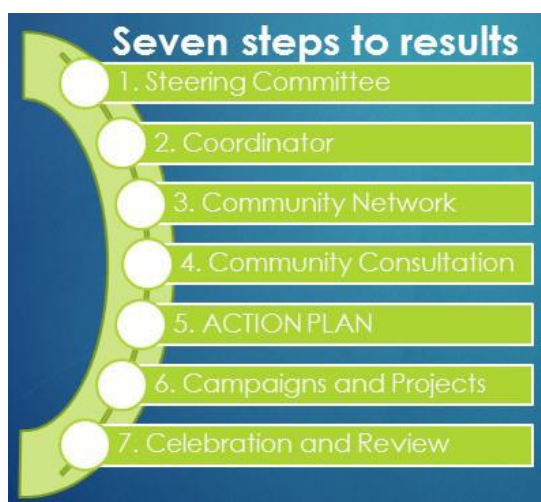 Seven steps to results
1. Steering Committee
2. Coordinator
3. Community Network
4. Community Consultation
5. ACTION PLAN
6. Campaigns and Projects
7. Celebration and Review